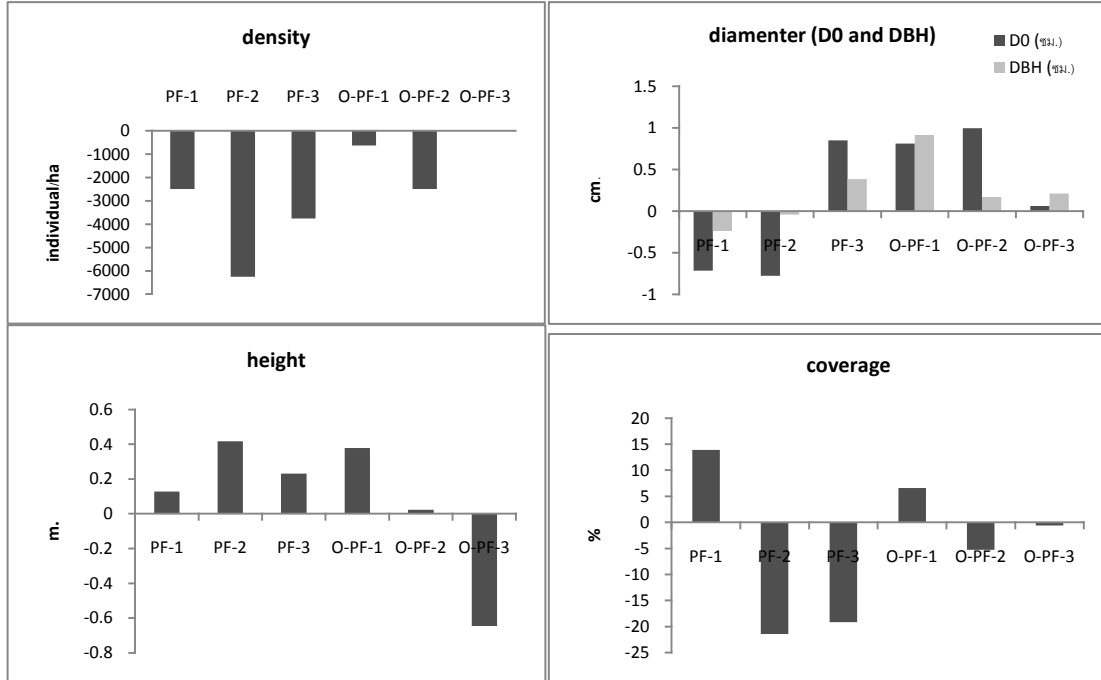 density
PF-1 PF-2 PF-3 O-PF-1 O-PF-2 O-PF-3
0
-1000
-2000
-3000
-4000
-5000
-6000
-7000
individual/ha
diamenter (D0 and DBH)
D0 (ซม.)
DBH (ซม.)
1.5
1
0.5
0
-0.5
-1
cm.
PF-1 PF-2 PF-3 O-PF-1 O-PF-2 O-PF-3
height
0.6
0.4
0.2
0
-0.2
-0.4
-0.6
-0.8
m.
PF-1 PF-2 PF-3 O-PF-1 O-PF-2 O-PF-3
coverage
20
15
10
5
0
-5
-10
-15
-20
-25
%
PF-1 PF-2 PF-3 O-PF-1 O-PF-2 O-PF-3